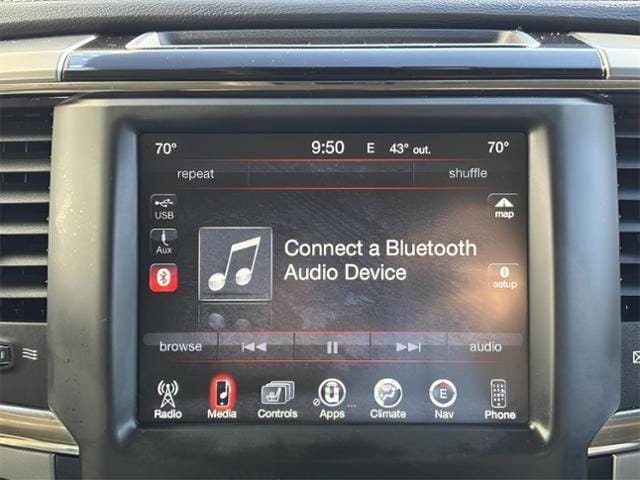 70° 9:50 E 43° out. 70°
repeat shuffle
USB map
Aux
Connect a Bluetooth
Audio Device
setup
browse audio
Radio Media Controls Apps ... Climate E Nav Phone